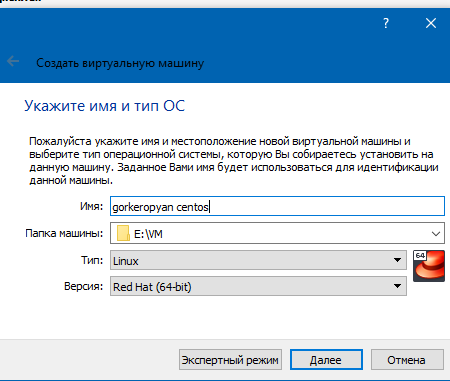 ?
Создать виртуальную машину
Укажите имя и тип ОС
Пожалуйста укажите имя и местоположение новой виртуальной машины и
выберите тип операционной системы, которую Вы собираетесь установить на
данную машину. Заданное Вами имя будет использоваться для идентификации
данной машины.
Имя: gorkeropyan centos
Папка машины: E:\VM
Тип: Linux
64
Версия: Red Hat (64-bit)
Экспертный режим Далее Отмена